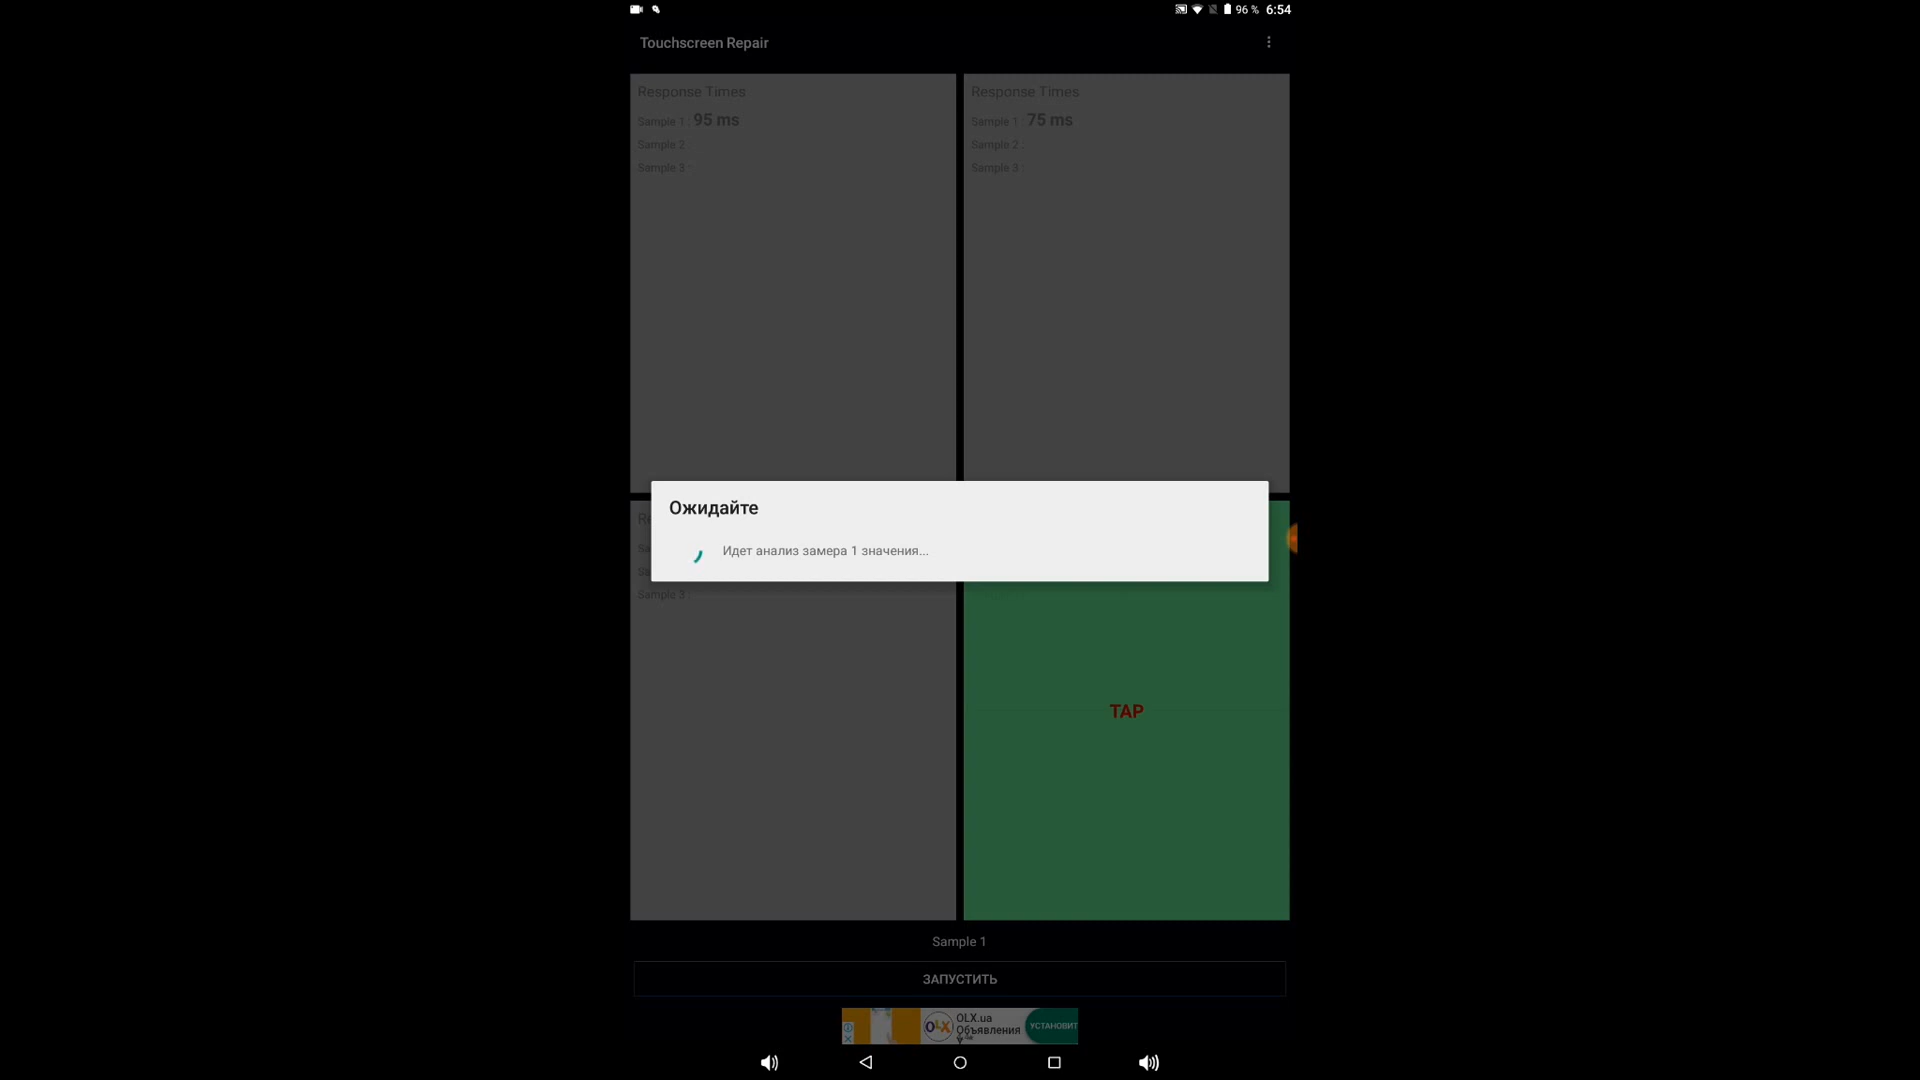 96 % 6:54
Touchscreen Repair
Response Times
Sample 1 : 95 ms
Sample 2 :
Sample 3 :
Response Times
Sample 1 : 75 ms
Sample 2 :
Sample 3 :
Ожидайте
Идет анализ замера 1 значения...
Sample 3 :
TAP
Sample 1
ЗАПУСТИТЬ
OLX.ua
Объявления
УСТАНОВИТ